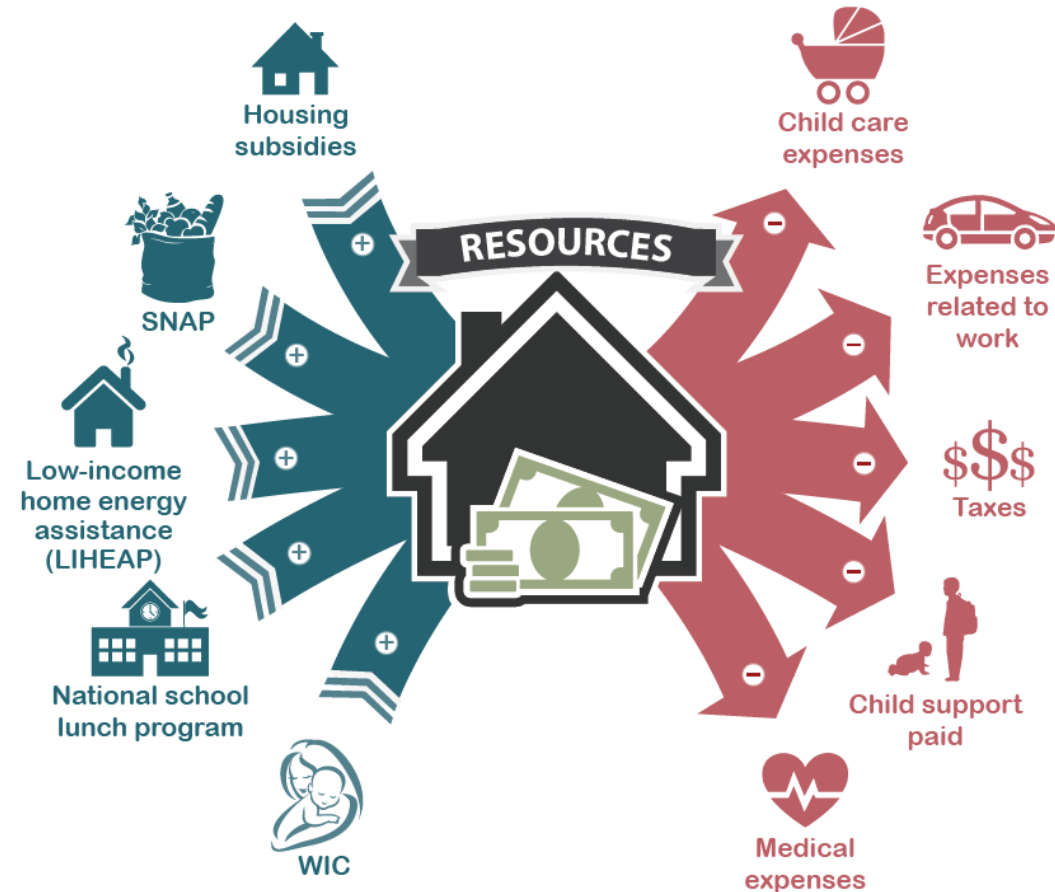 Housing
subsidies
SNAP
Low-income
home energy
assistance
(LIHEAP)
National school
lunch program
WIC
RESOURCES
Child care
expenses
Expenses
related to
work
$$$
Taxes
Child support
paid
Medical
expenses